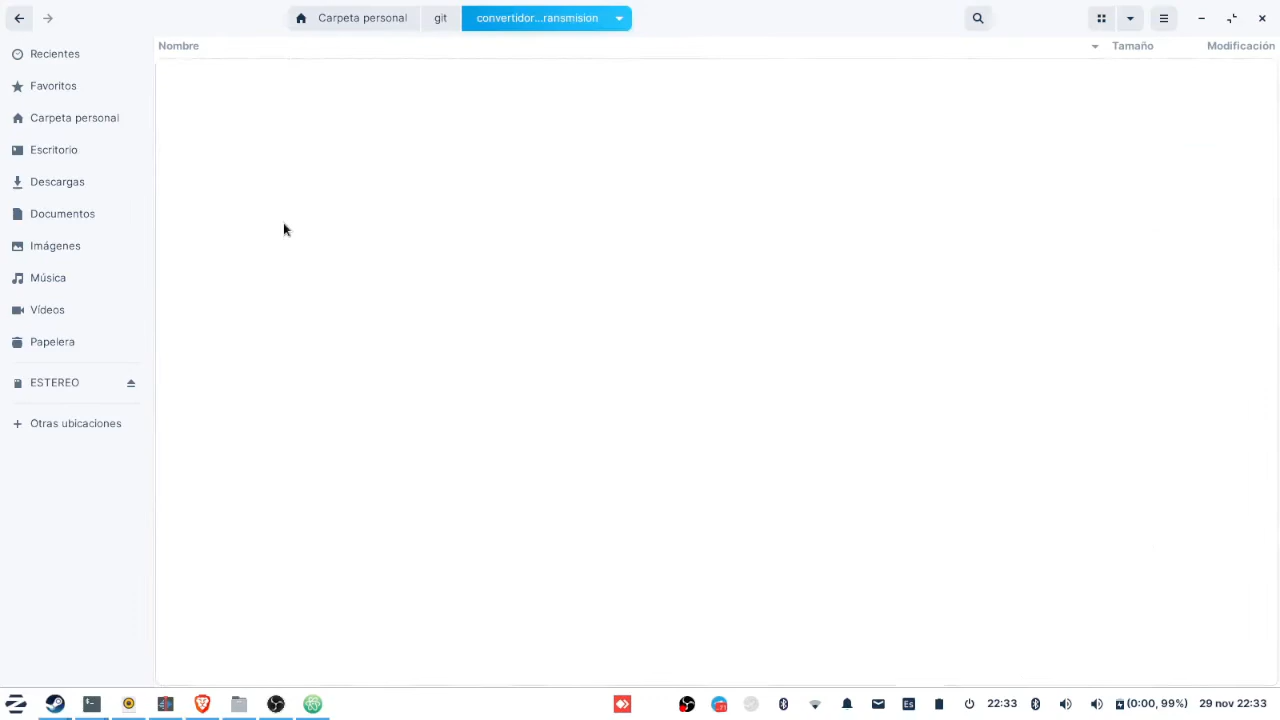 Carpeta personal git convertidor...ransmision
Nombre Tamaño Modificación
Recientes
Favoritos
Carpeta personal
Escritorio
Descargas
Documentos
Imágenes
Música
Vídeos
Papelera
ESTEREO
Otras ubicaciones
Es 22:33 (0:00, 99%) 29 nov 22:33